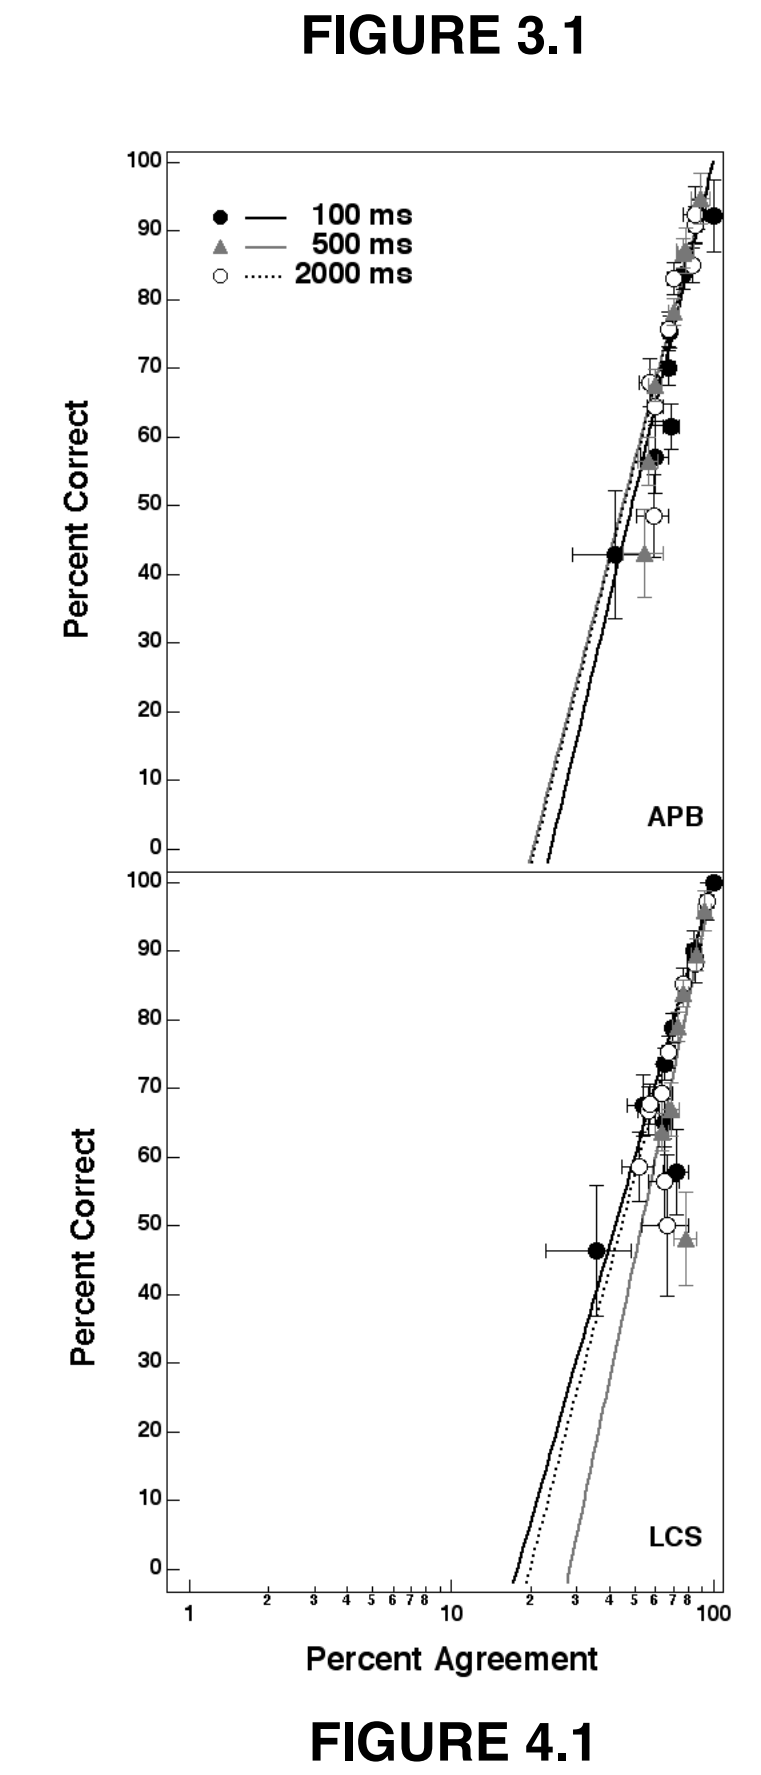 FIGURE 3.1
100
90
80
70
60
50
40
30
20
10
0
100 ms
500 ms
2000 ms
Percent Correct
APB
100
90
80
70
60
50
40
30
20
10
0
Percent Correct
LCS
2 3 4 5 6 7 8 2 3 4 5 6 7 8
1 10 100
Percent Agreement
FIGURE 4.1